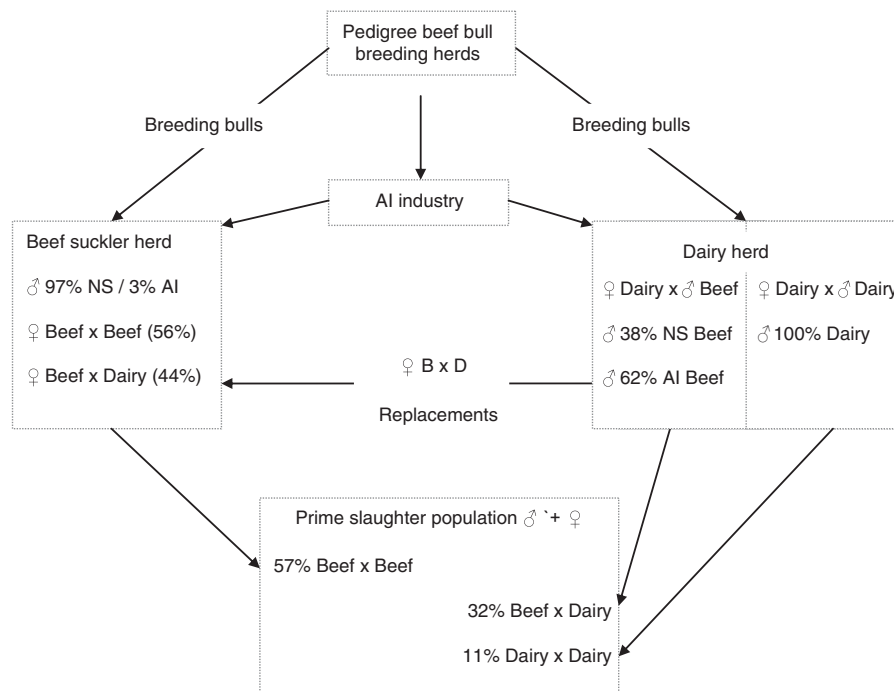 Pedigree beef bull
breeding herds
Breeding bulls
Breeding bulls
AI industry
Beef suckler herd
♂ 97% NS / 3% AI
♀ Beef x Beef (56%)
♀ Beef x Dairy (44%)
Dairy herd
♀ Dairy x ♂ Beef
♂ 38% NS Beef
♂ 62% AI Beef
♀ Dairy x ♂ Dairy
♂ 100% Dairy
♀ B x D
Replacements
Prime slaughter population ♂ `+ ♀
57% Beef x Beef
32% Beef x Dairy
11% Dairy x Dairy